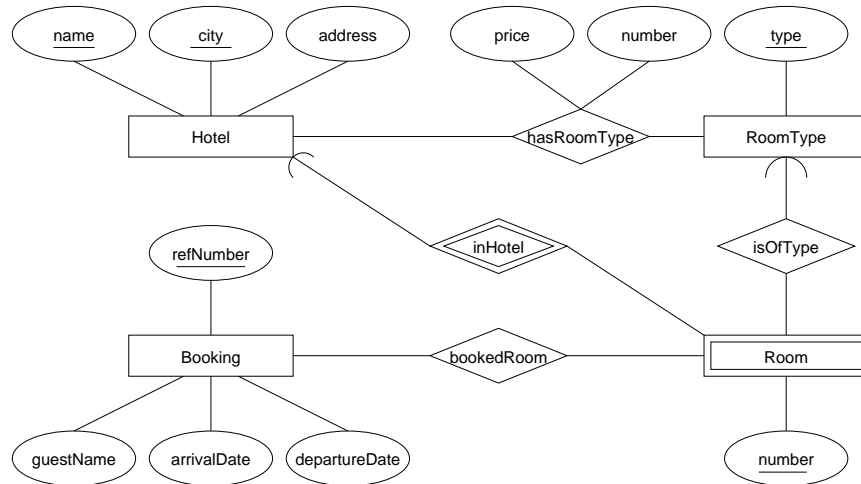 name
city
address
price
number
type
Hotel
hasRoomType
RoomType
refNumber
inHotel
isOfType
Booking
bookedRoom
Room
guestName
arrivalDate
departureDate
number